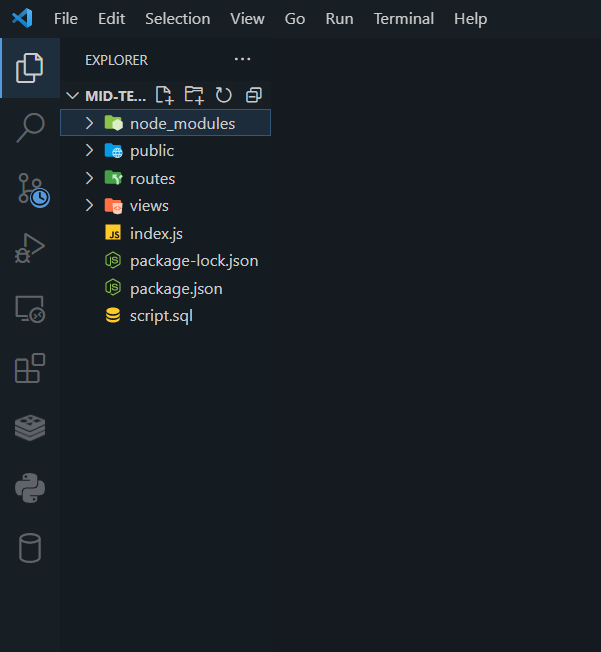 File Edit Selection View Go Run Terminal Help
EXPLORER ...
MID-TE...
node_modules
public
routes
views
JS index.js
package-lock.json
package.json
script.sql